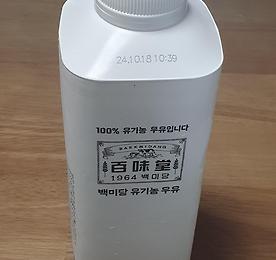 24.10.18 10:39
100% 유기농 우유입니다
BAEKMIDANG
百味堂
1964 백미당
백미당 유기농 우유